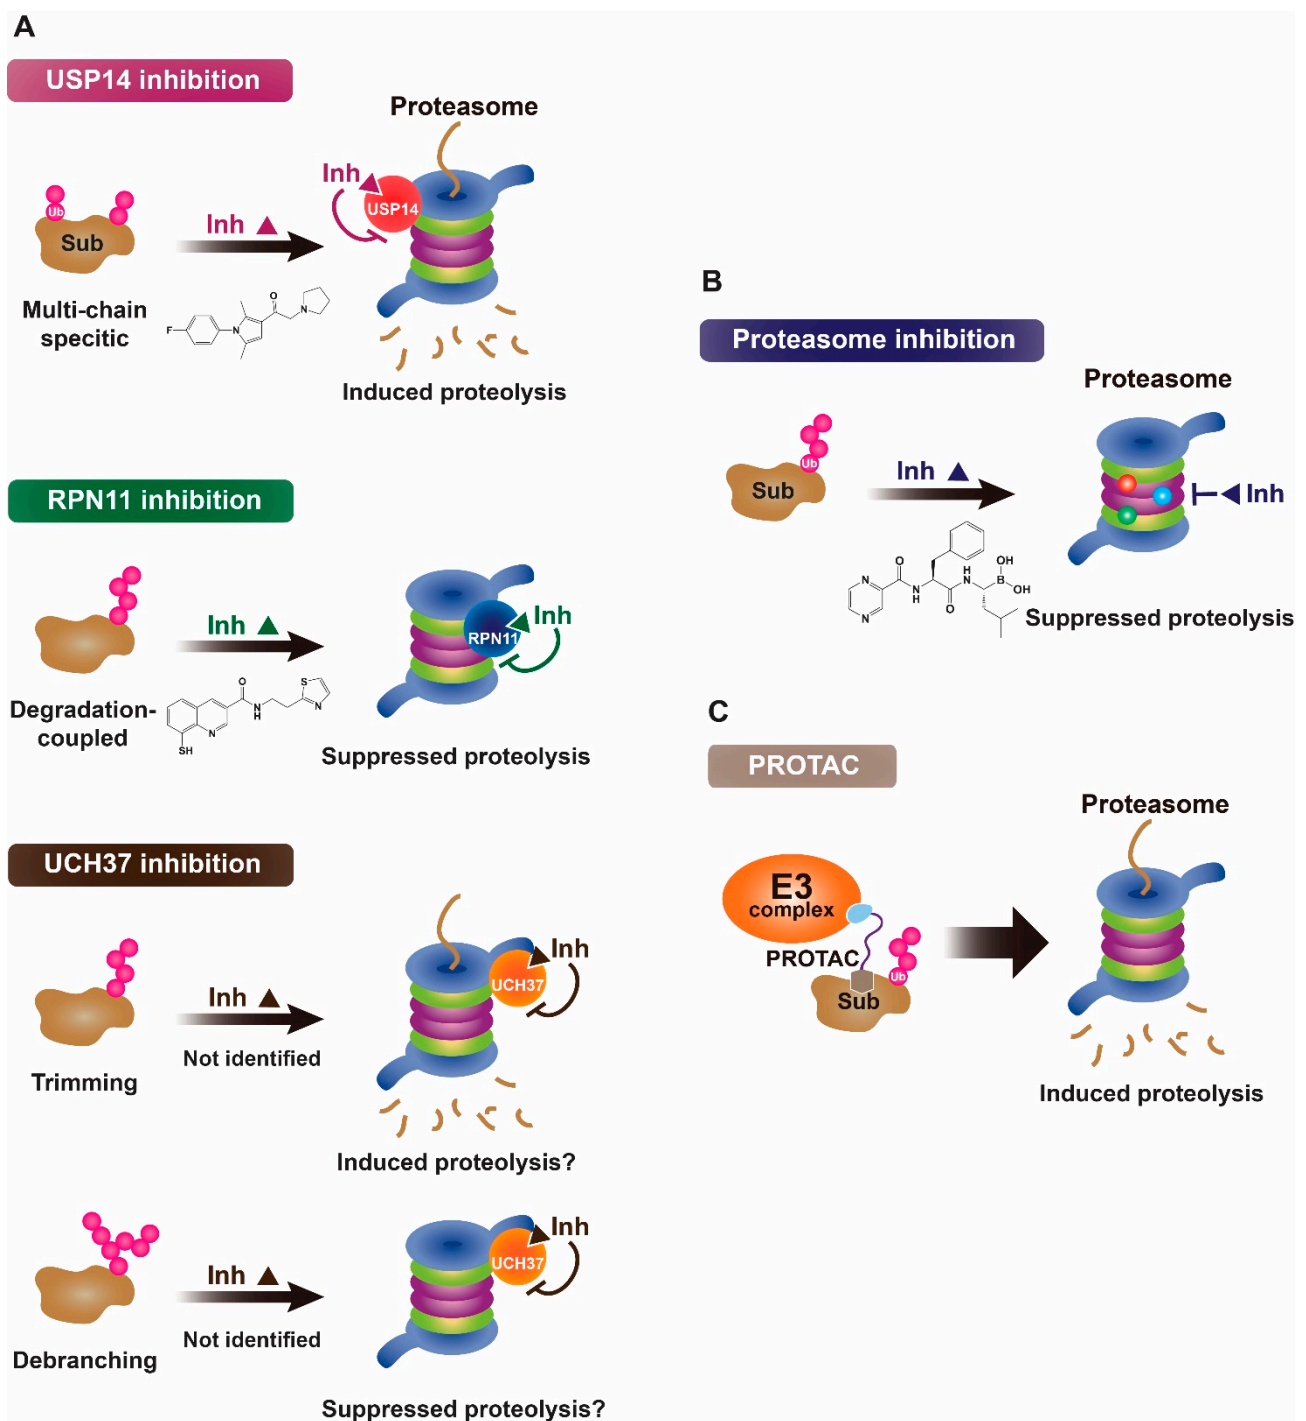 A
USP14 inhibition
Proteasome
Inh
USP14
Ub
Sub
Inh
Multi-chain
specitic
F
N
O
N
Induced proteolysis
RPN11 inhibition
Inh
RPN11
Inh
Degradation-
coupled
O
N
H
S
N
N
SH
Suppressed proteolysis
UCH37 inhibition
Inh
UCH37
Inh
Not identified
Trimming
Induced proteolysis?
Inh
UCH37
Inh
Not identified
Debranching
Suppressed proteolysis?
B
Proteasome inhibition
Proteasome
Ub
Sub
Inh
Inh
N
N
O
N
H
O
H
N
B
OH
OH
Suppressed proteolysis
C
PROTAC
Proteasome
E3
complex
PROTAC
Ub
Sub
Induced proteolysis